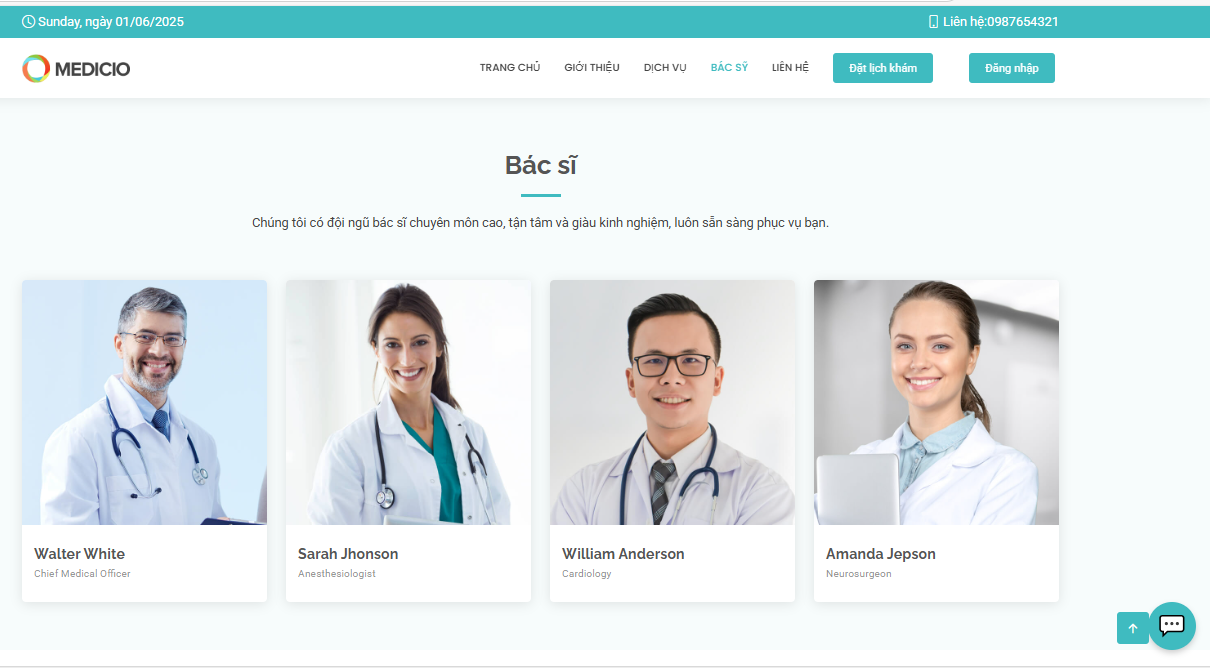 Sunday, ngày 01/06/2025
Liên hệ:0987654321
MEDICIO
TRANG CHỦ
GIỚI THIỆU
DỊCH VỤ
BÁC SỸ
LIÊN HỆ
Đặt lịch khám
Đăng nhập
Bác sĩ
Chúng tôi có đội ngũ bác sĩ chuyên môn cao, tận tâm và giàu kinh nghiệm, luôn sẵn sàng phục vụ bạn.
Walter White
Chief Medical Officer
Sarah Jhonson
Anesthesiologist
William Anderson
Cardiology
Amanda Jepson
Neurosurgeon